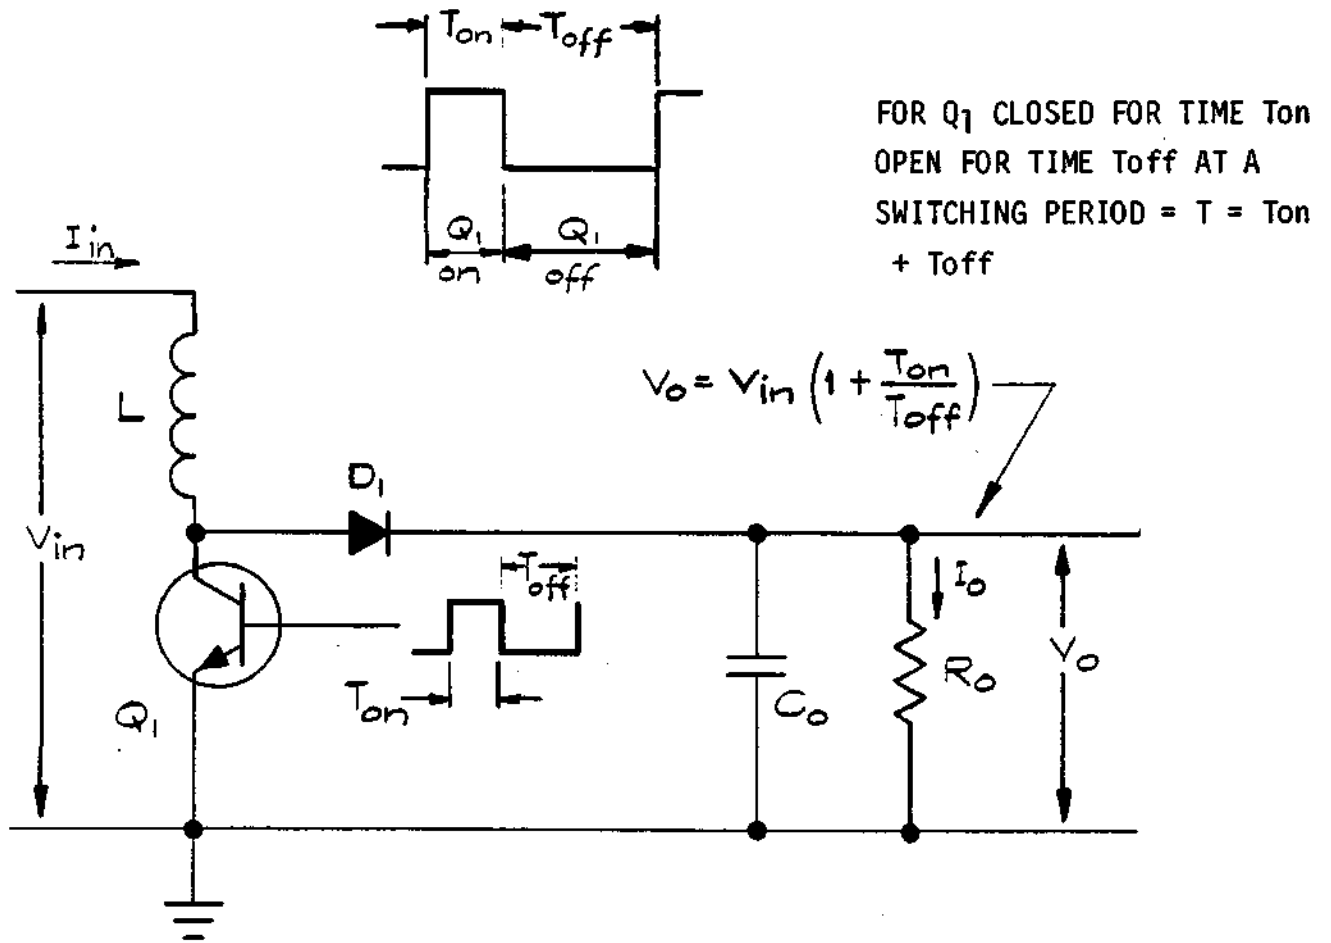 Ton
Toff
FOR Q1 CLOSED FOR TIME Ton
OPEN FOR TIME Toff AT A
SWITCHING PERIOD = T = Ton
+ Toff
Q1
on
Q1
off
Iin
Vo = Vin (1 + Ton/Toff)
L
D1
Vin
Toff
Ton
Q1
Io
Ro
Vo
Co